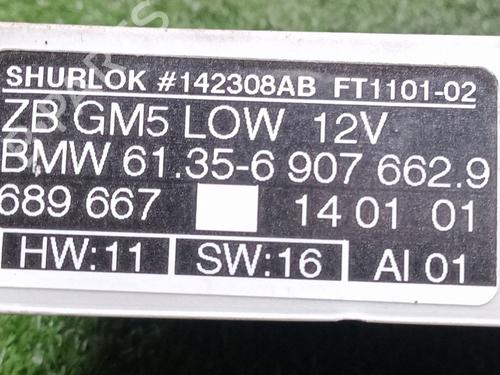 SHURLOK #142308AB FT1101-02
ZB GM5 LOW 12V
BMW 61.35-6 907 662.9
689 667 14 01 01
HW:11 SW:16 AI 01